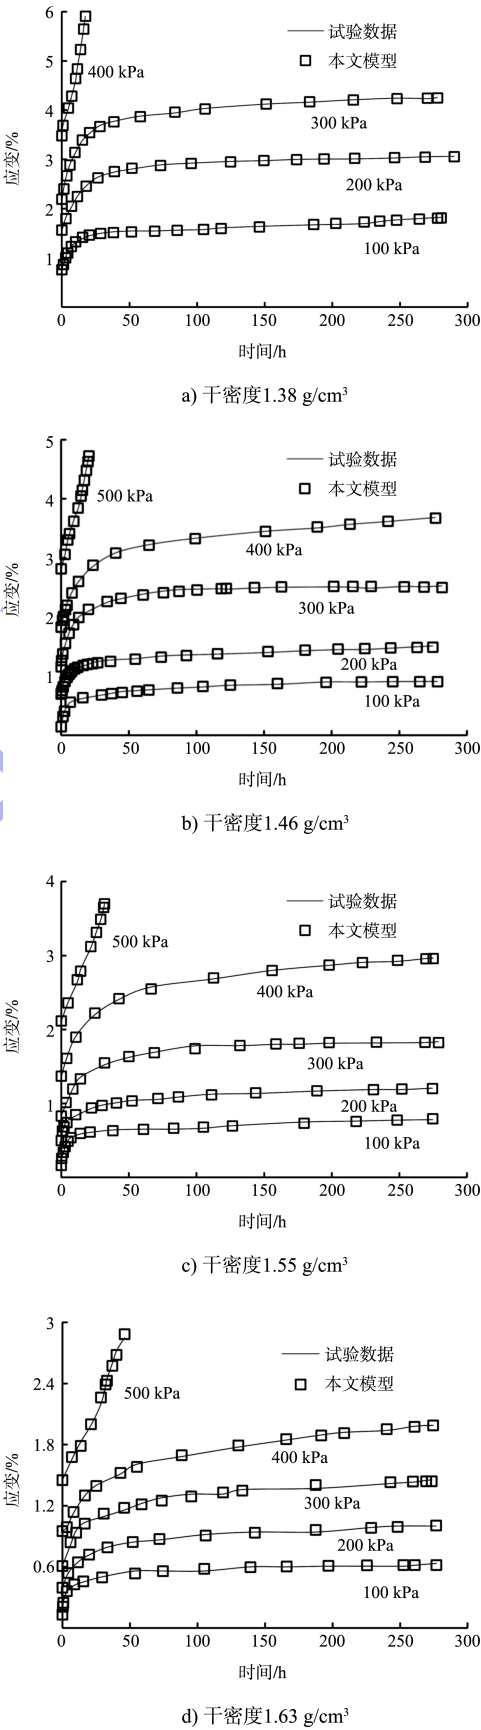 6
试验数据
本文模型
5
400 kPa
4
300 kPa
应变/%
3
200 kPa
2
100 kPa
1
0 50 100 150 200 250 300
时间/h
a) 干密度1.38 g/cm³
5
试验数据
本文模型
500 kPa
4
400 kPa
3
应变/%
300 kPa
2
200 kPa
1
100 kPa
0 50 100 150 200 250 300
时间/h
b) 干密度1.46 g/cm³
4
试验数据
本文模型
500 kPa
3
400 kPa
应变/%
2
300 kPa
200 kPa
1
100 kPa
0 50 100 150 200 250 300
时间/h
c) 干密度1.55 g/cm³
3
试验数据
本文模型
2.4
500 kPa
1.8
400 kPa
应变/%
300 kPa
1.2
200 kPa
0.6
100 kPa
0 50 100 150 200 250 300
时间/h
d) 干密度1.63 g/cm³